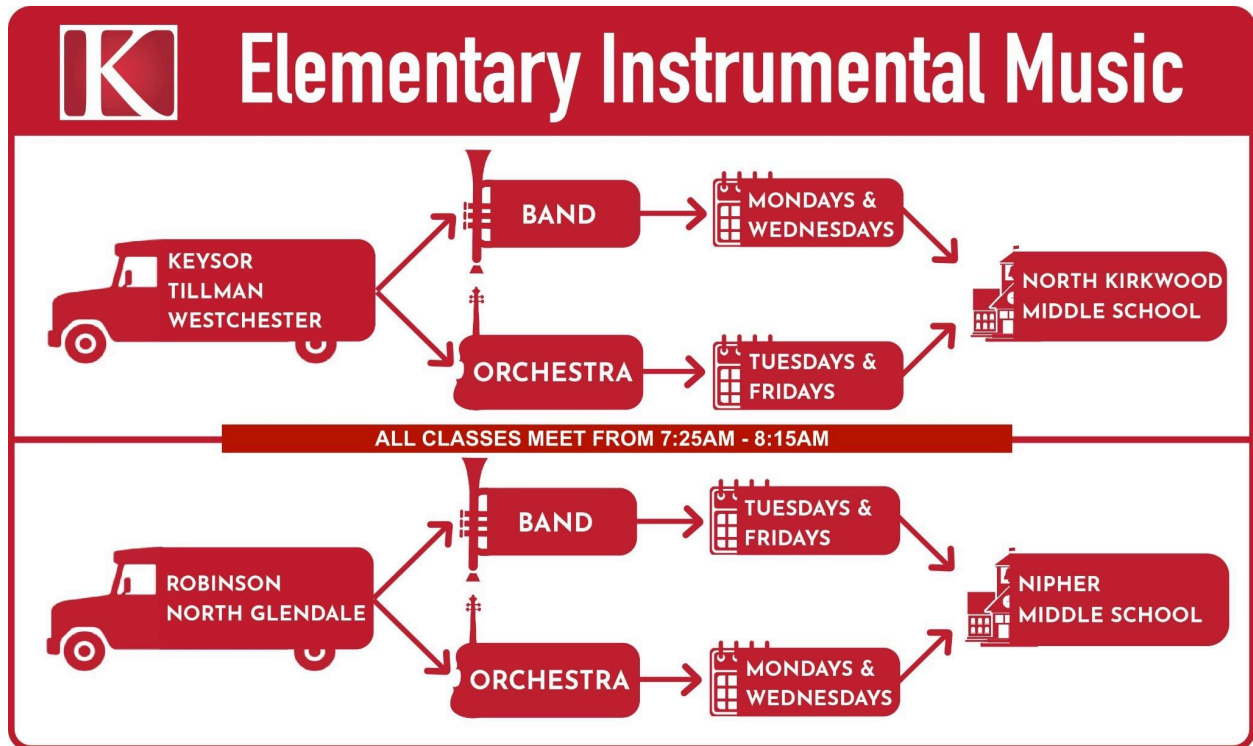 K Elementary Instrumental Music
KEYSOR
TILLMAN
WESTCHESTER
BAND
MONDAYS &
WEDNESDAYS
ORCHESTRA
TUESDAYS &
FRIDAYS
NORTH KIRKWOOD
MIDDLE SCHOOL
ALL CLASSES MEET FROM 7:25AM - 8:15AM
ROBINSON
NORTH GLENDALE
BAND
TUESDAYS &
FRIDAYS
ORCHESTRA
MONDAYS &
WEDNESDAYS
NIPHER
MIDDLE SCHOOL